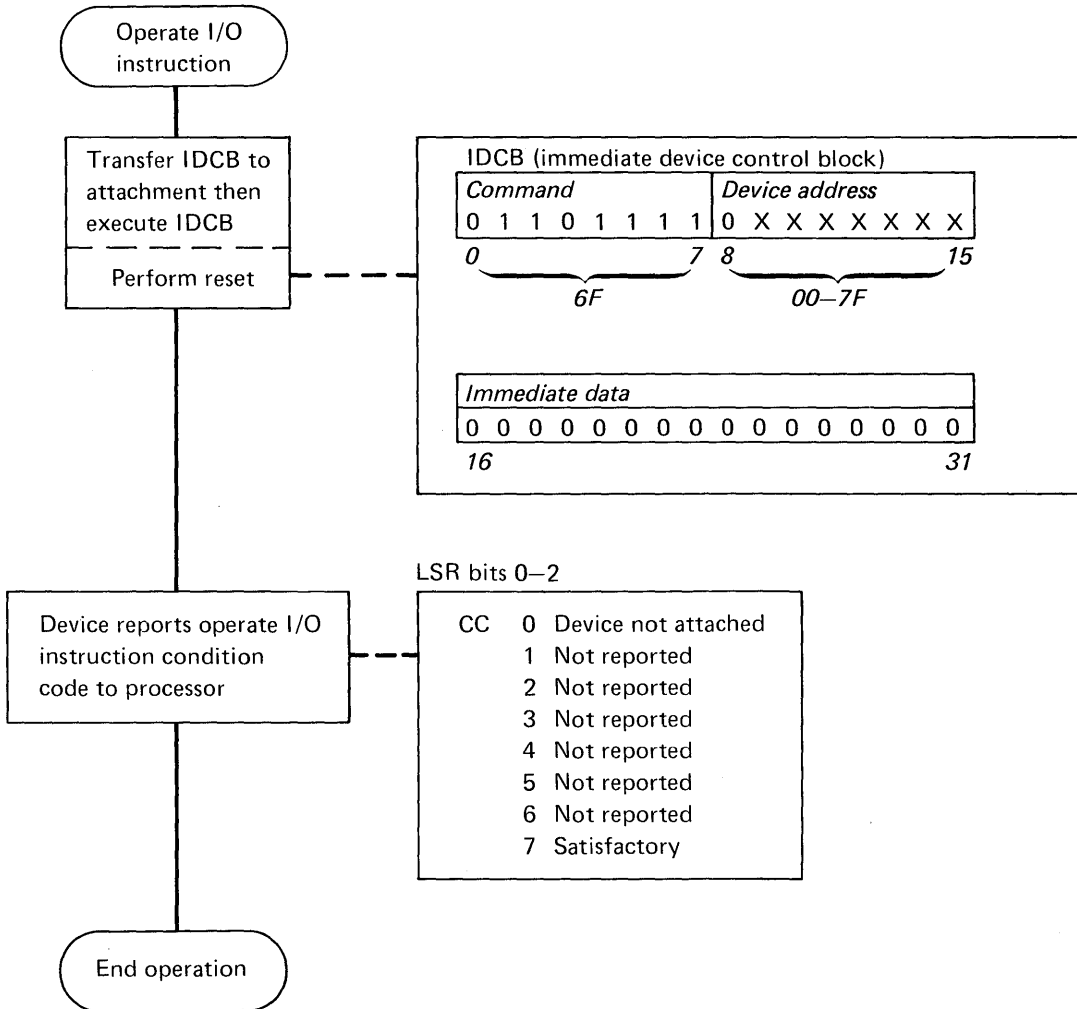 Operate I/O
instruction
Transfer IDCB to
attachment then
execute IDCB
Perform reset
IDCB (immediate device control block)
Command Device address
0 1 1 0 1 1 1 1 0 X X X X X X X
0 7 8 15
6F 00–7F
Immediate data
0 0 0 0 0 0 0 0 0 0 0 0 0 0 0 0
16 31
Device reports operate I/O
instruction condition
code to processor
LSR bits 0–2
CC 0 Device not attached
1 Not reported
2 Not reported
3 Not reported
4 Not reported
5 Not reported
6 Not reported
7 Satisfactory
End operation